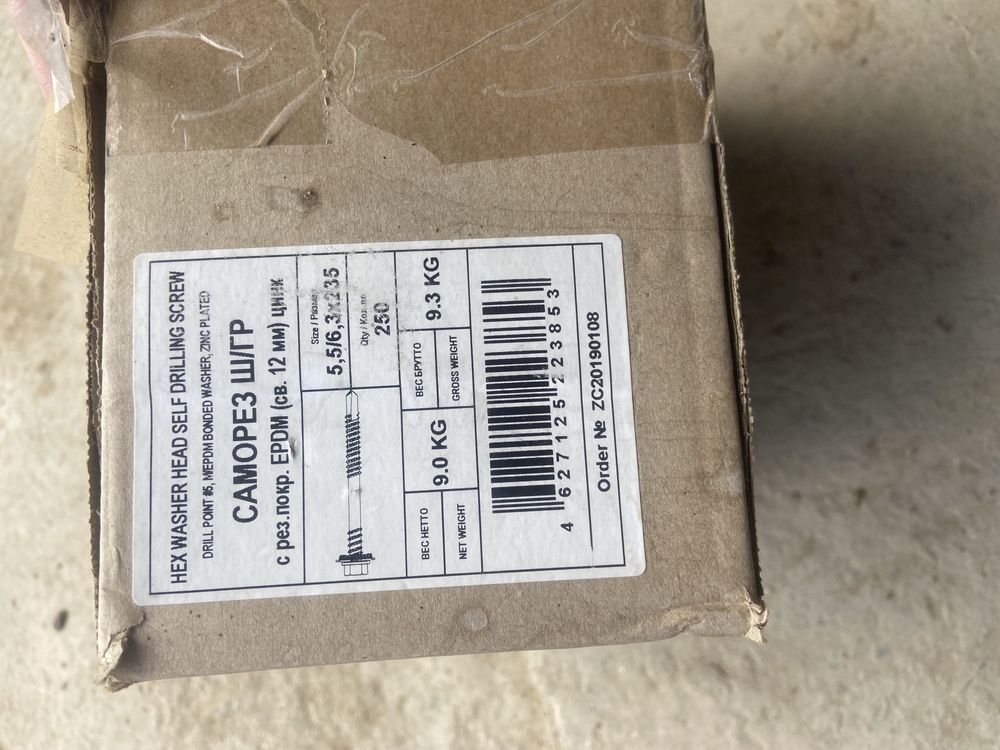 HEX WASHER HEAD SELF DRILLING SCREW
DRILL POINT #5, W/EPDM BONDED WASHER, ZINC PLATED
САМОРЕЗ Ш/ГР
с рез.покр. EPDM (св. 12 мм) цинк
Size / Размер
5,5/6,3x235
Qty / Кол-во
250
ВЕС НЕТТО
NET WEIGHT
9.0 KG
ВЕС БРУТТО
GROSS WEIGHT
9.3 KG
4 627125 223853
Order № ZC20190108